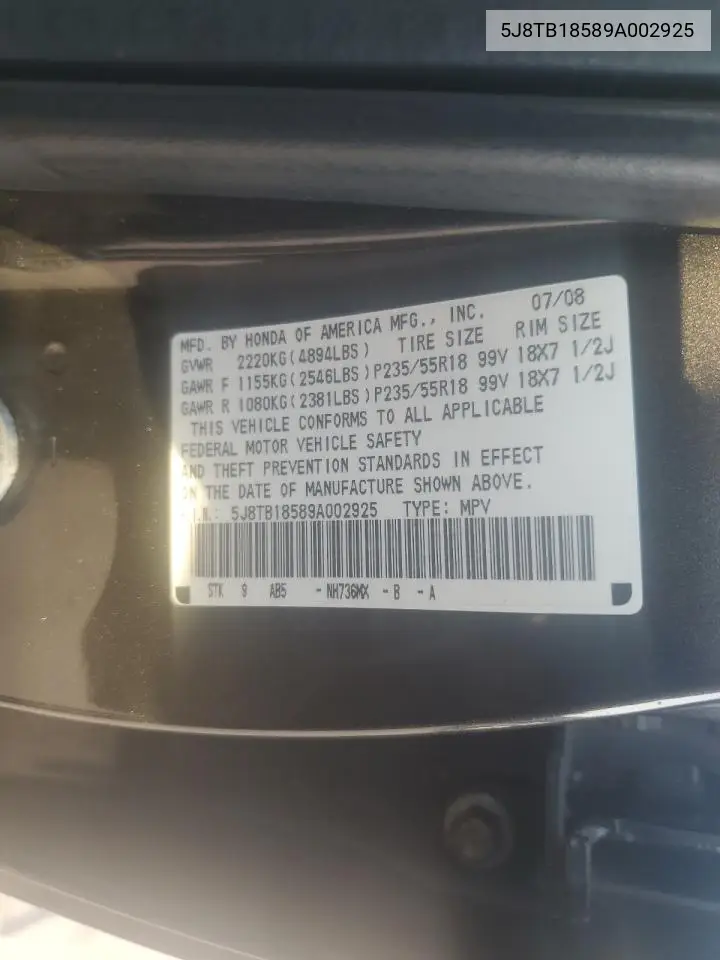 5J8TB18589A002925
MFD. BY HONDA OF AMERICA MFG., INC. 07/08
GVWR 2220KG(4894LBS) TIRE SIZE RIM SIZE
GAWR F 1155KG(2546LBS)P235/55R18 99V 18X7 1/2J
GAWR R 1080KG(2381LBS)P235/55R18 99V 18X7 1/2J
THIS VEHICLE CONFORMS TO ALL APPLICABLE
FEDERAL MOTOR VEHICLE SAFETY
AND THEFT PREVENTION STANDARDS IN EFFECT
ON THE DATE OF MANUFACTURE SHOWN ABOVE.
V.I.N.: 5J8TB18589A002925 TYPE: MPV
STK 9 AB5 -NH736MX -B -A